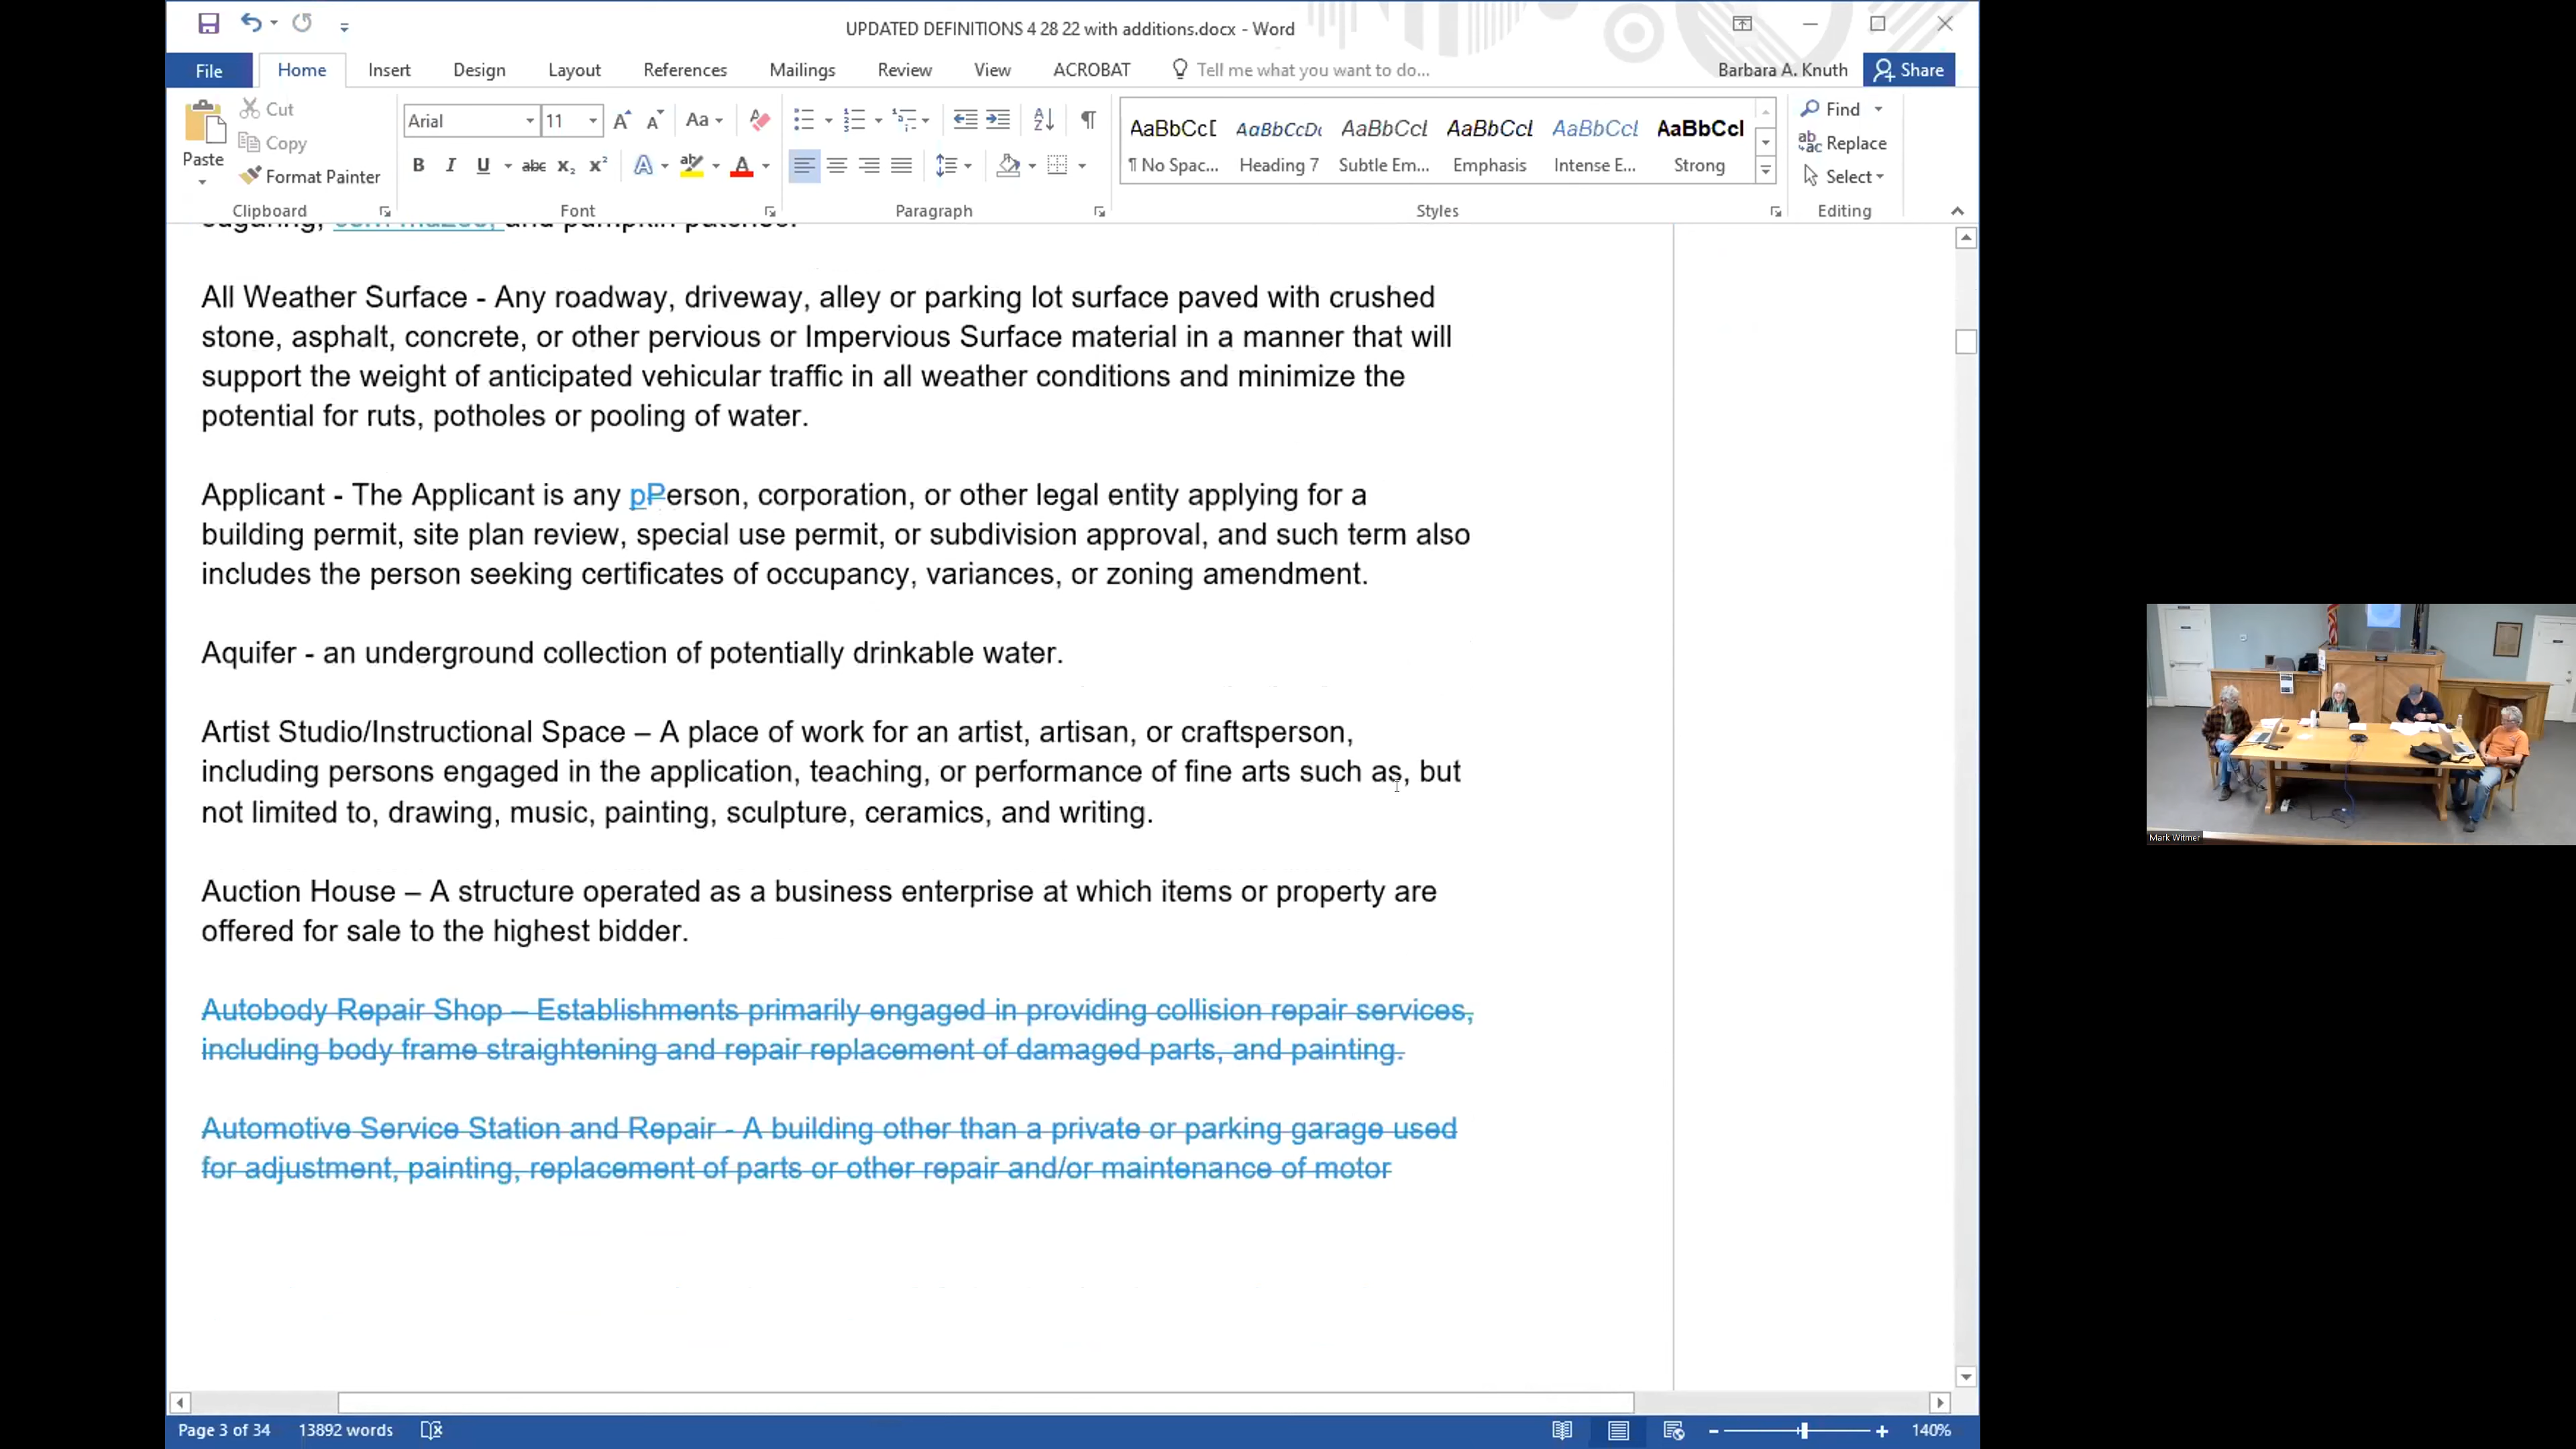 UPDATED DEFINITIONS 4 28 22 with additions.docx - Word
File Home Insert Design Layout References Mailings Review View ACROBAT Tell me what you want to do... Barbara A. Knuth Share
Paste
Cut
Copy
Format Painter
Clipboard
Arial 11
Font
Paragraph
AaBbCcD AaBbCcDc AaBbCcL AaBbCcL AaBbCcL AaBbCcl
¶ No Spac... Heading 7 Subtle Em... Emphasis Intense E... Strong
Styles
Find
Replace
Select
Editing
sugaring, corn mazes, and pumpkin patches.
All Weather Surface - Any roadway, driveway, alley or parking lot surface paved with crushed
stone, asphalt, concrete, or other pervious or Impervious Surface material in a manner that will
support the weight of anticipated vehicular traffic in all weather conditions and minimize the
potential for ruts, potholes or pooling of water.
Applicant - The Applicant is any pPerson, corporation, or other legal entity applying for a
building permit, site plan review, special use permit, or subdivision approval, and such term also
includes the person seeking certificates of occupancy, variances, or zoning amendment.
Aquifer - an underground collection of potentially drinkable water.
Artist Studio/Instructional Space – A place of work for an artist, artisan, or craftsperson,
including persons engaged in the application, teaching, or performance of fine arts such as, but
not limited to, drawing, music, painting, sculpture, ceramics, and writing.
Auction House – A structure operated as a business enterprise at which items or property are
offered for sale to the highest bidder.
Autobody Repair Shop – Establishments primarily engaged in providing collision repair services,
including body frame straightening and repair replacement of damaged parts, and painting.
Automotive Service Station and Repair - A building other than a private or parking garage used
for adjustment, painting, replacement of parts or other repair and/or maintenance of motor
Page 3 of 34 13892 words 140%
Mark Witmer